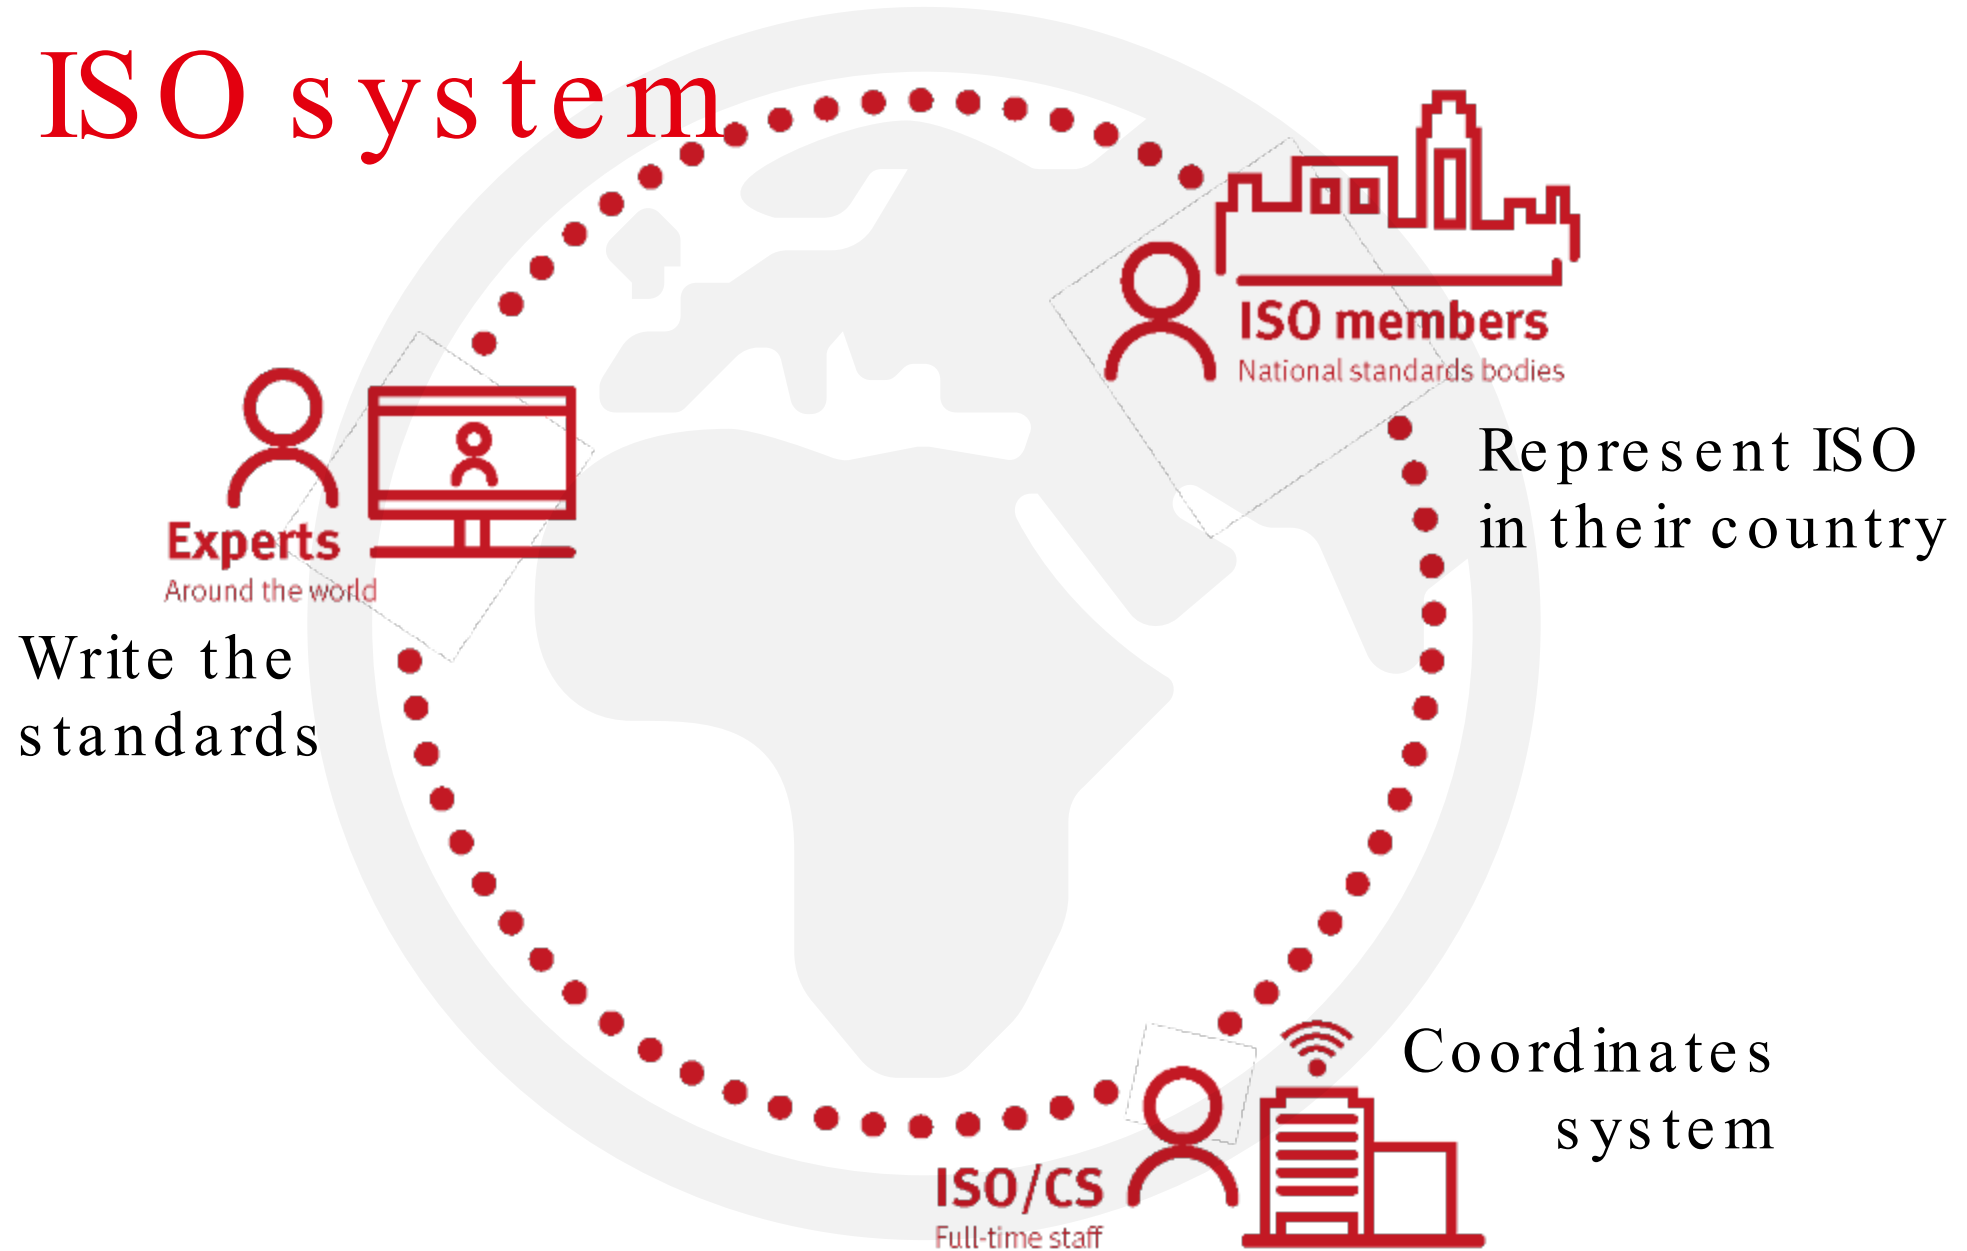 ISO system
ISO members
National standards bodies
Represent ISO
in their country
Experts
Around the world
Write the
standards
Coordinates
system
ISO/CS
Full-time staff